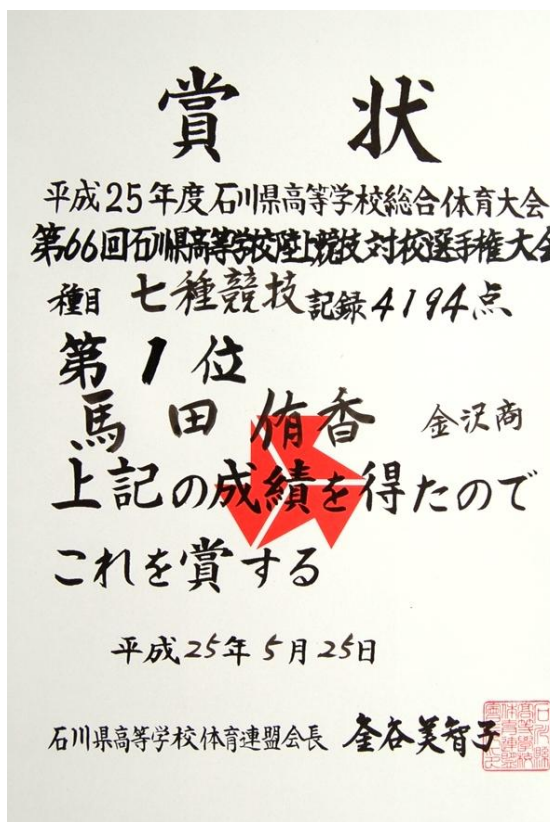 賞状
平成25年度石川県高等学校総合体育大会
第66回石川県高等学校陸上競技対校選手権大会
種目 七種競技 記録 4194点
第1位
馬田侑香 金沢商
上記の成績を得たので
これを賞する
平成25年5月25日
石川県高等学校体育連盟会長 釜谷美智子